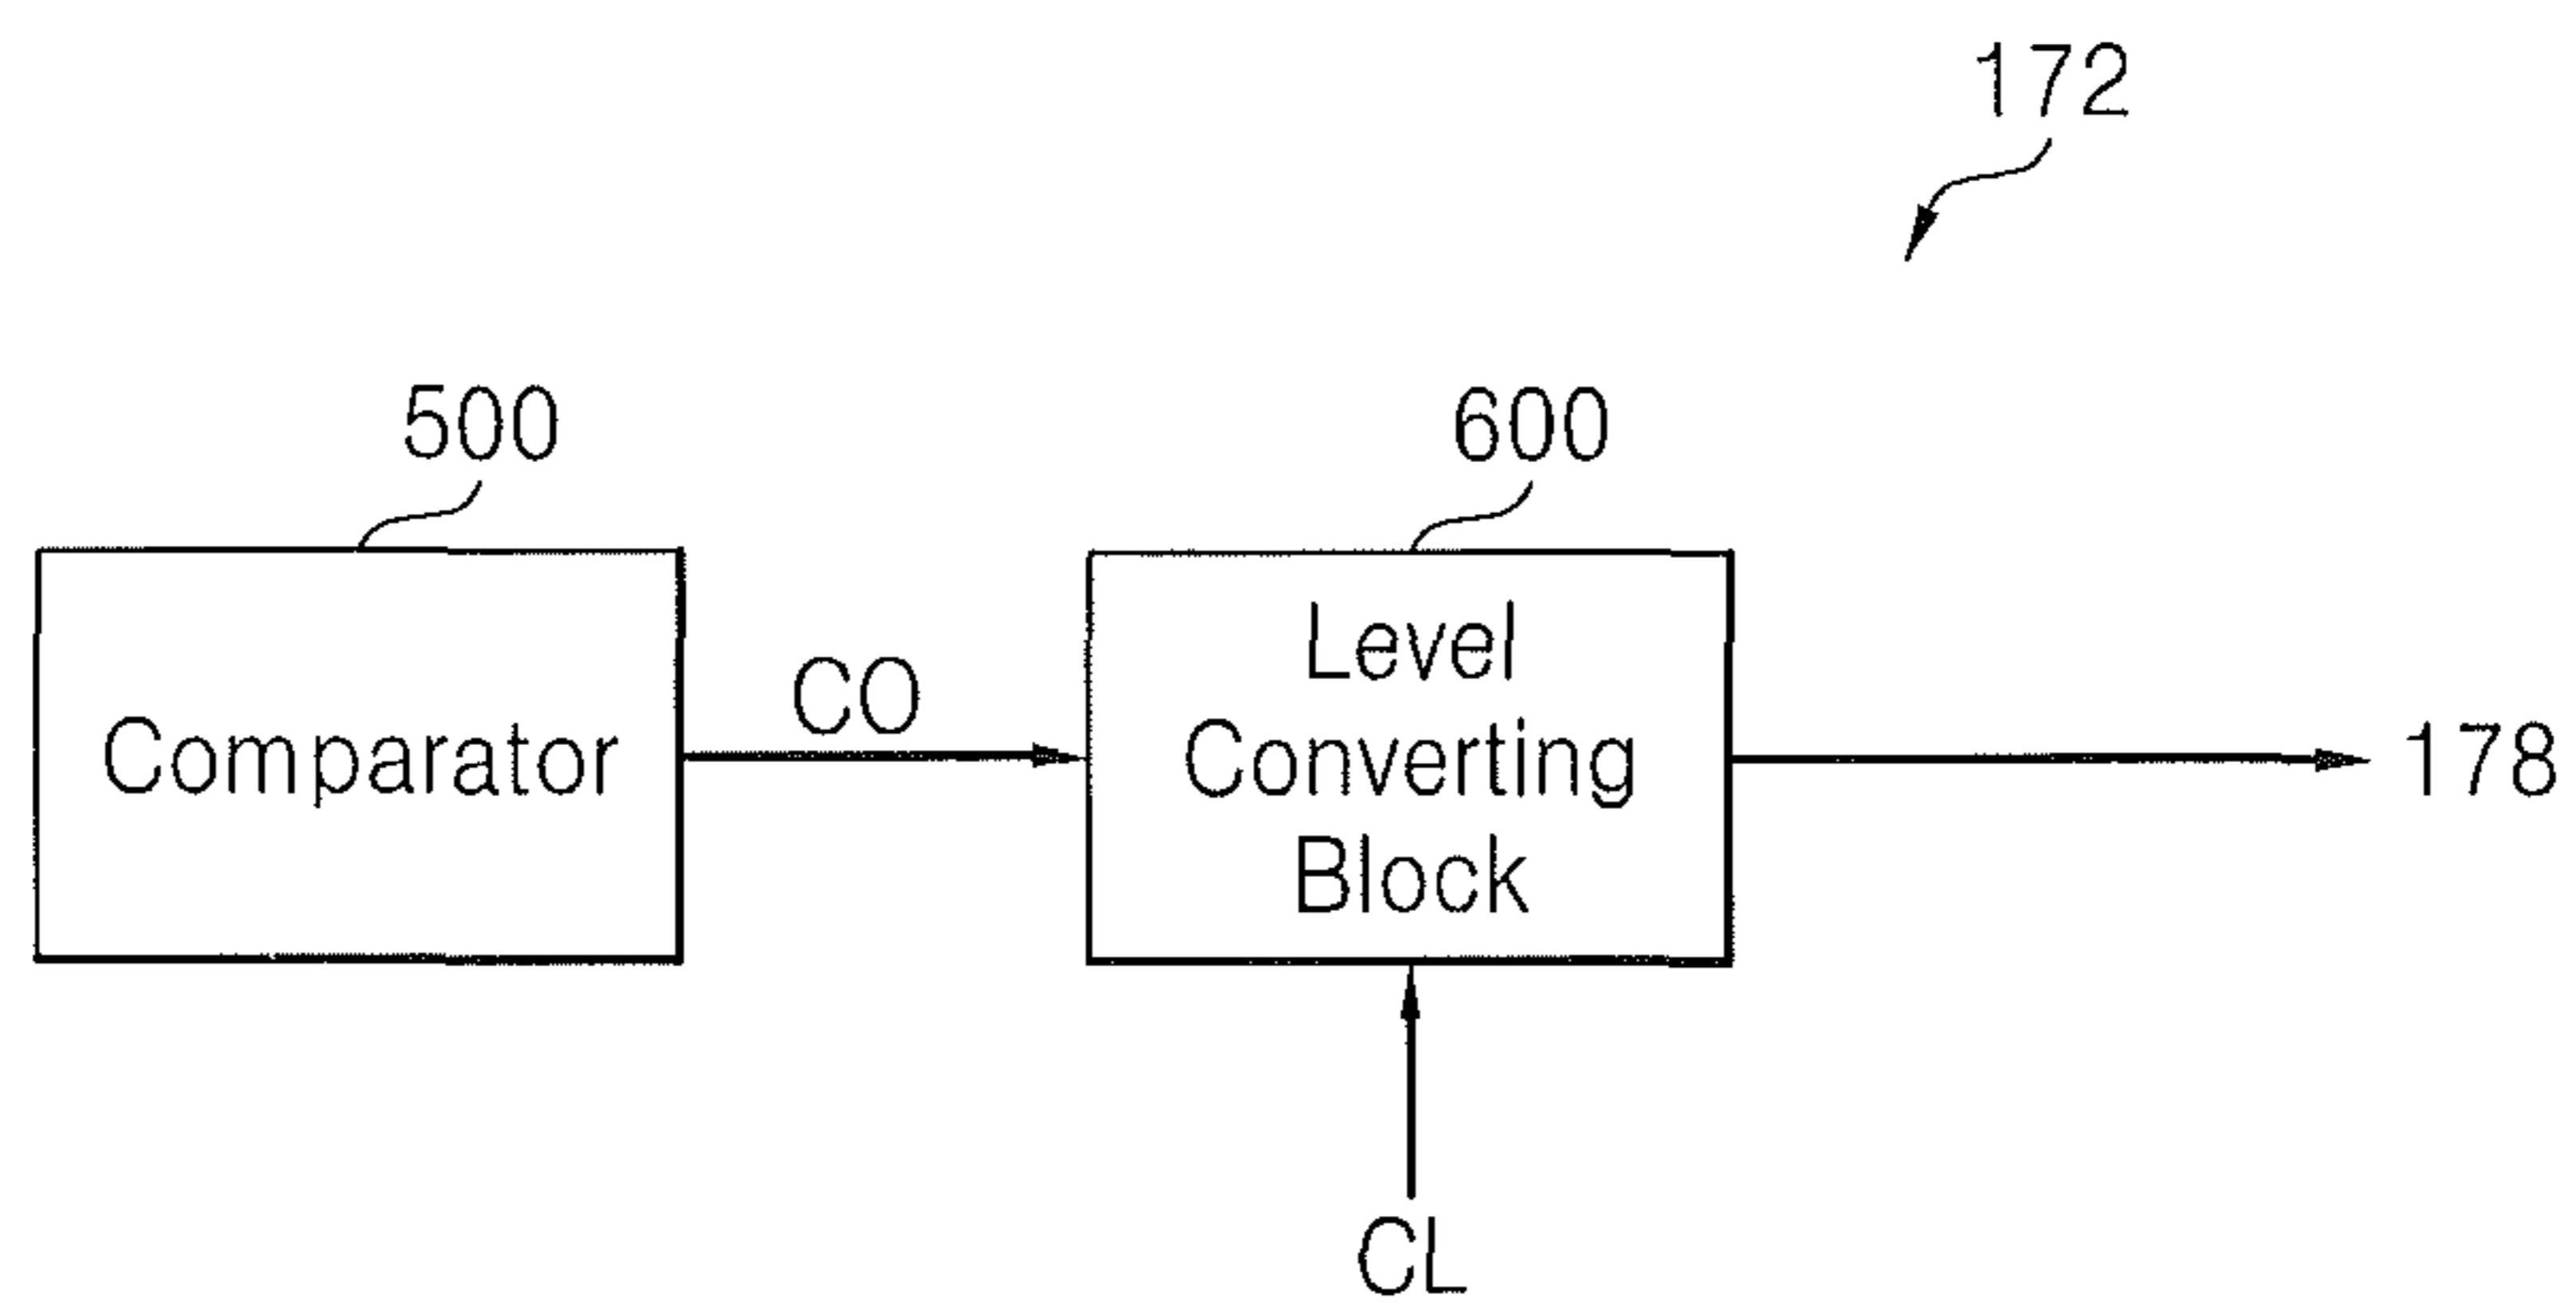 172
500
600
Comparator
CO
Level
Converting
Block
178
CL